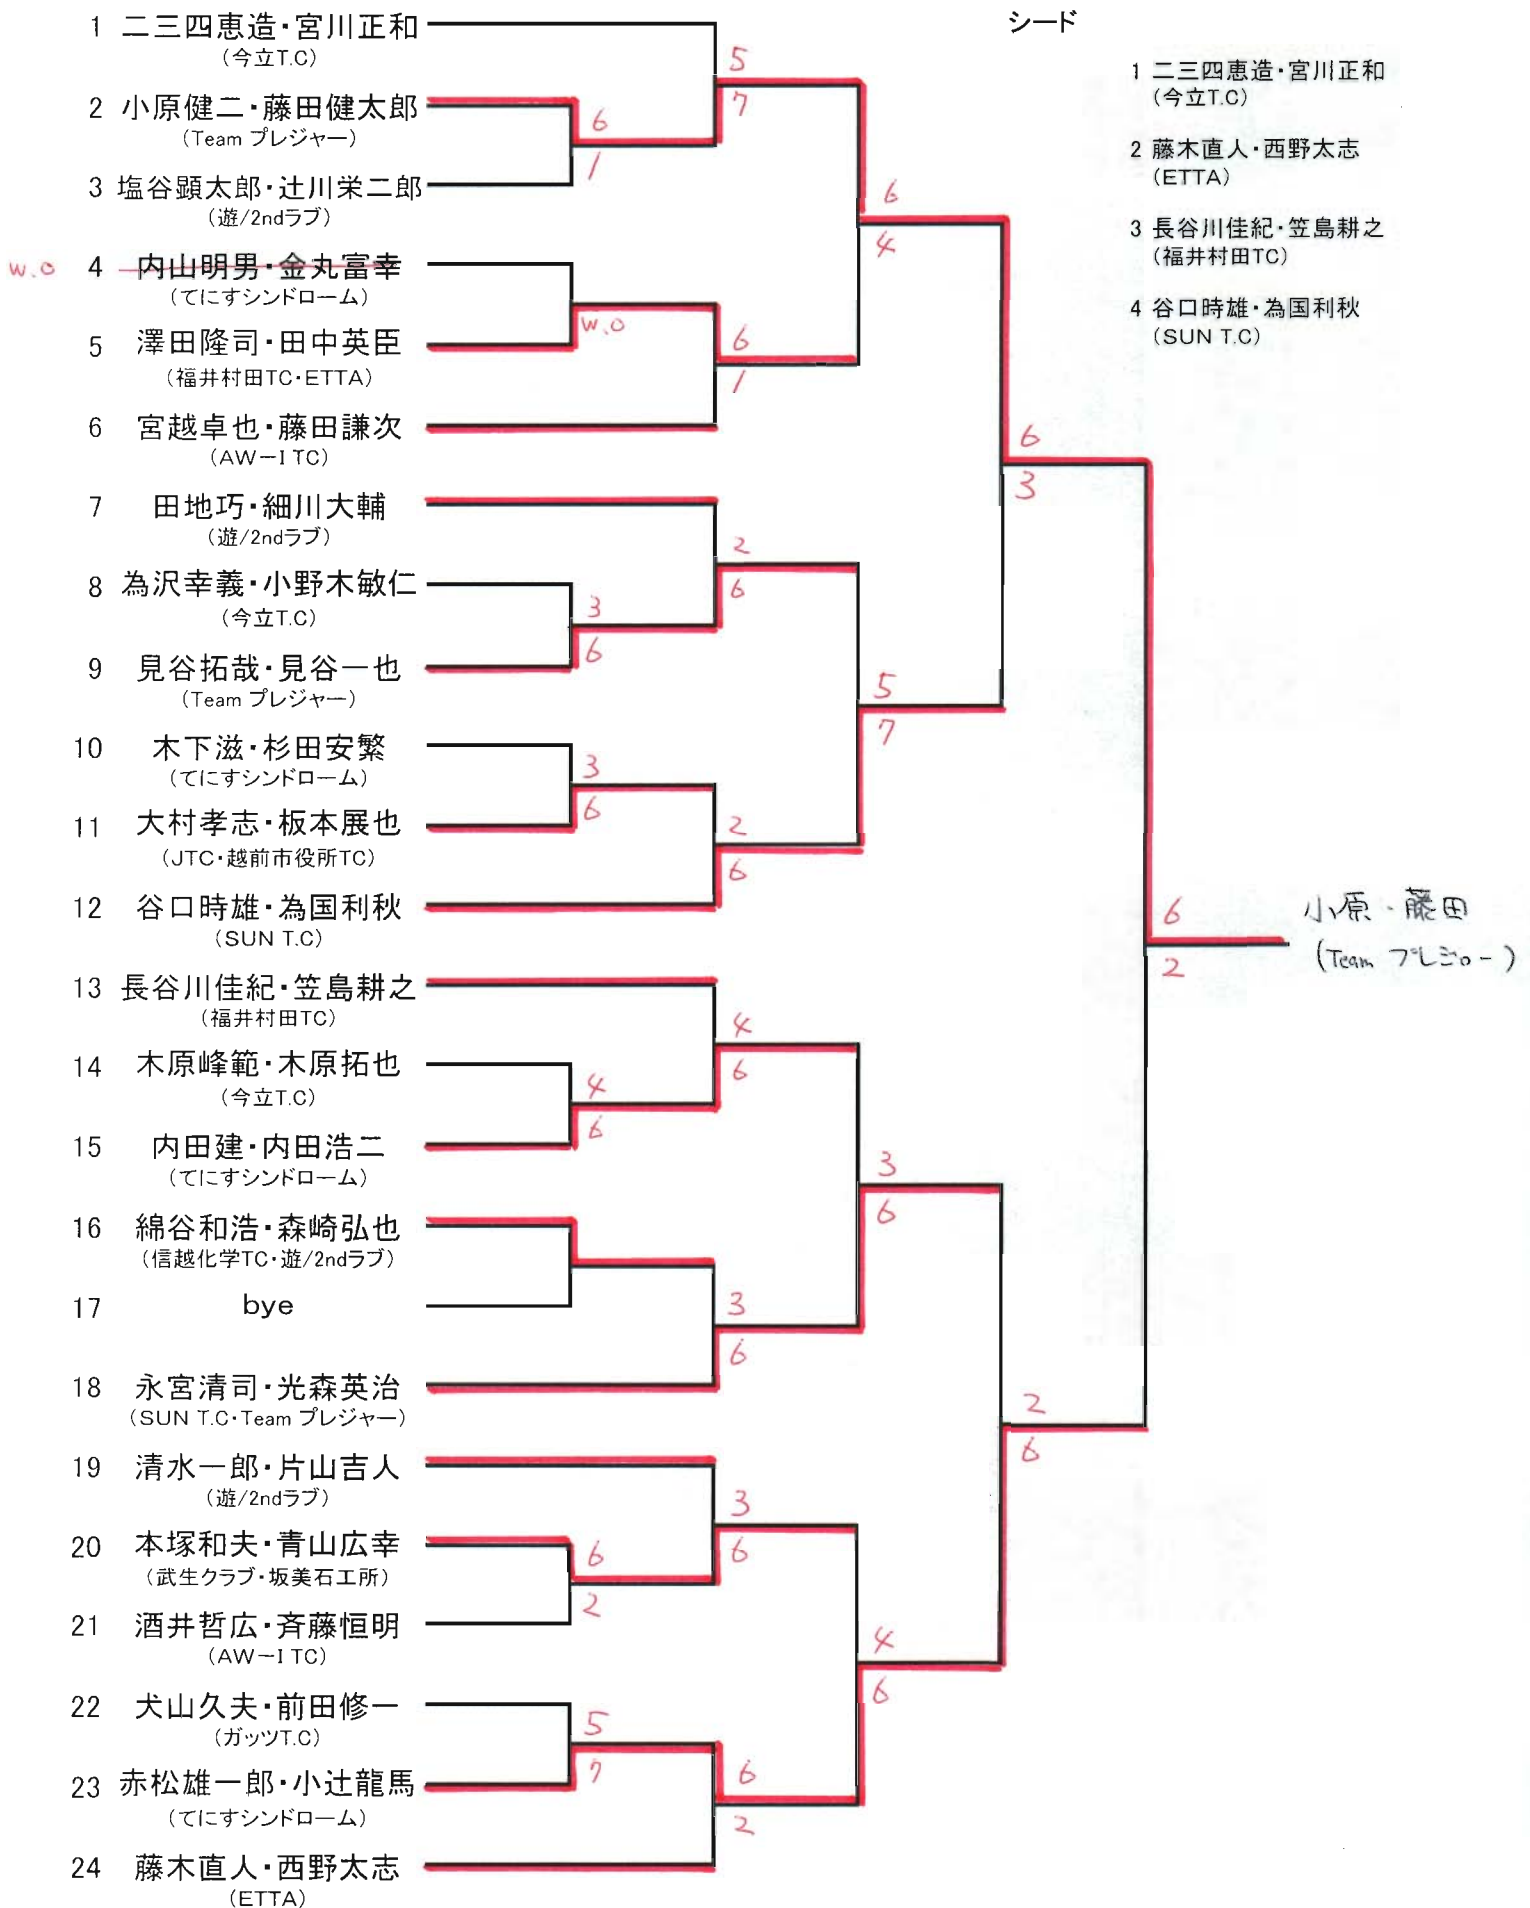 シード
1 二三四恵造・宮川正和
(今立T.C)
2 小原健二・藤田健太郎
(Team プレジャー)
3 塩谷顕太郎・辻川栄二郎
(遊/2ndラブ)
w.o 4 内山明男・金丸富幸
(てにすシンドローム)
5 澤田隆司・田中英臣
(福井村田TC・ETTA)
6 宮越卓也・藤田謙次
(AW-I TC)
7 田地巧・細川大輔
(遊/2ndラブ)
8 為沢幸義・小野木敏仁
(今立T.C)
9 見谷拓哉・見谷一也
(Team プレジャー)
10 木下滋・杉田安繁
(てにすシンドローム)
11 大村孝志・板本展也
(JTC・越前市役所TC)
12 谷口時雄・為国利秋
(SUN T.C)
13 長谷川佳紀・笠島耕之
(福井村田TC)
14 木原峰範・木原拓也
(今立T.C)
15 内田建・内田浩二
(てにすシンドローム)
16 綿谷和浩・森崎弘也
(信越化学TC・遊/2ndラブ)
17 bye
18 永宮清司・光森英治
(SUN T.C・Team プレジャー)
19 清水一郎・片山吉人
(遊/2ndラブ)
20 本塚和夫・青山広幸
(武生クラブ・坂美石工所)
21 酒井哲広・斉藤恒明
(AW-I TC)
22 犬山久夫・前田修一
(ガッツT.C)
23 赤松雄一郎・小辻龍馬
(てにすシンドローム)
24 藤木直人・西野太志
(ETTA)
6
1
w.o
3
6
3
6
4
6
6
2
5
7
5
7
6
1
2
6
2
6
4
6
3
6
3
6
6
2
6
4
5
7
3
6
4
6
6
3
2
6
6
2
小原・藤田
(Team プレジャー)
1 二三四恵造・宮川正和
(今立T.C)
2 藤木直人・西野太志
(ETTA)
3 長谷川佳紀・笠島耕之
(福井村田TC)
4 谷口時雄・為国利秋
(SUN T.C)